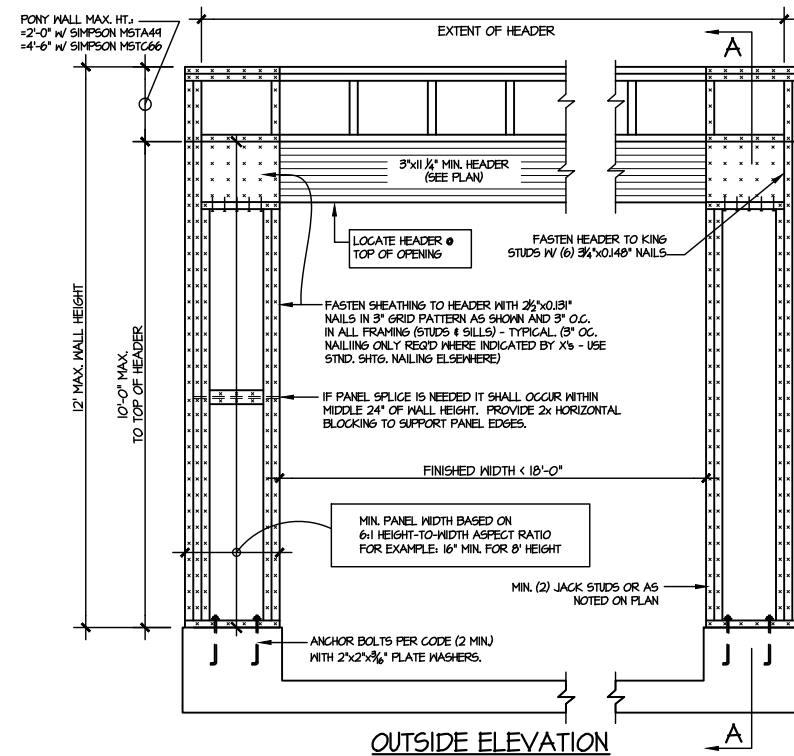 PONY WALL MAX. HT.:
=2'-0" W/ SIMPSON MSTA49
=4'-6" W/ SIMPSON MSTC66
EXTENT OF HEADER
A
3"x11 1/4" MIN. HEADER
(SEE PLAN)
LOCATE HEADER @
TOP OF OPENING
FASTEN HEADER TO KING
STUDS W/ (6) 3 1/4"x0.148" NAILS
FASTEN SHEATHING TO HEADER WITH 2 1/2"x0.131"
NAILS IN 3" GRID PATTERN AS SHOWN AND 3" O.C.
IN ALL FRAMING (STUDS & SILLS) - TYPICAL. (3" OC.
NAILIING ONLY REQ'D WHERE INDICATED BY X's - USE
STND. SHTG. NAILING ELSEWHERE)
12' MAX. WALL HEIGHT
10'-0" MAX.
TO TOP OF HEADER
IF PANEL SPLICE IS NEEDED IT SHALL OCCUR WITHIN
MIDDLE 24" OF WALL HEIGHT. PROVIDE 2x HORIZONTAL
BLOCKING TO SUPPORT PANEL EDGES.
FINISHED WIDTH < 18'-0"
MIN. PANEL WIDTH BASED ON
6:1 HEIGHT-TO-WIDTH ASPECT RATIO
FOR EXAMPLE: 16" MIN. FOR 8' HEIGHT
MIN. (2) JACK STUDS OR AS
NOTED ON PLAN
ANCHOR BOLTS PER CODE (2 MIN.)
WITH 2"x2"x3/16" PLATE WASHERS.
A
OUTSIDE ELEVATION